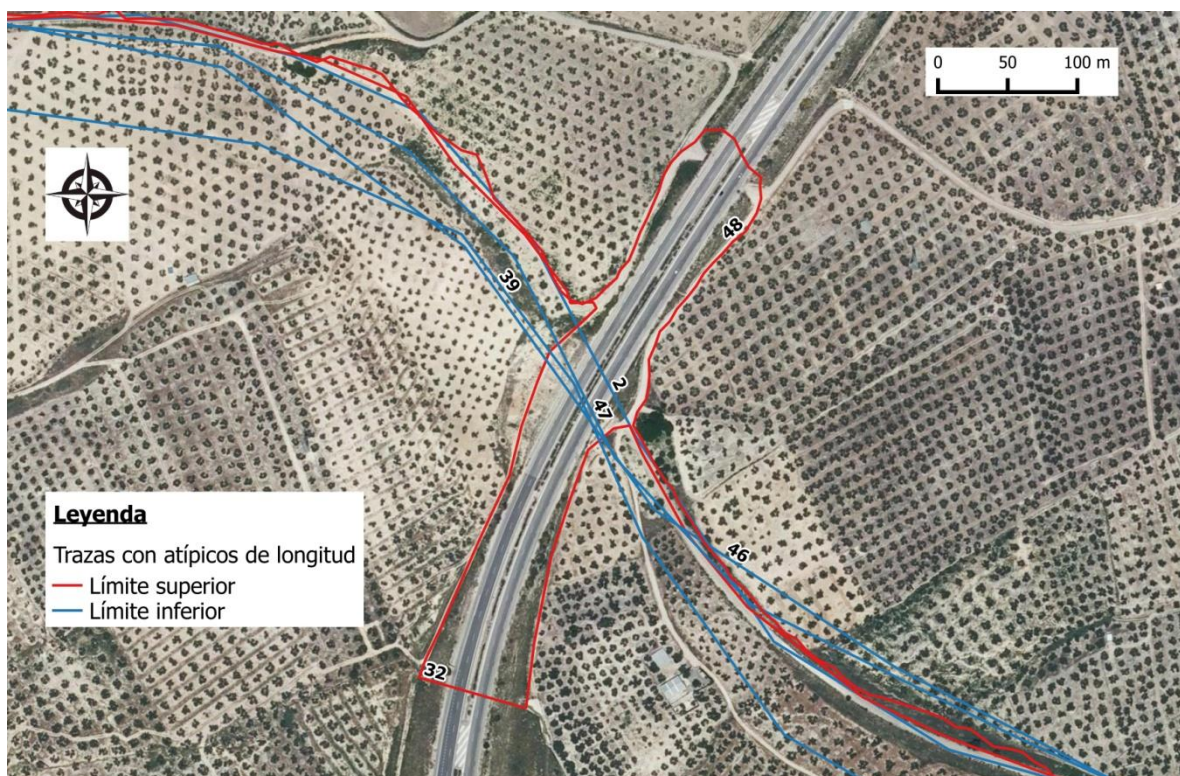 0 50 100 m
48
39
2
47
46
32
Leyenda
Trazas con atípicos de longitud
Límite superior
Límite inferior